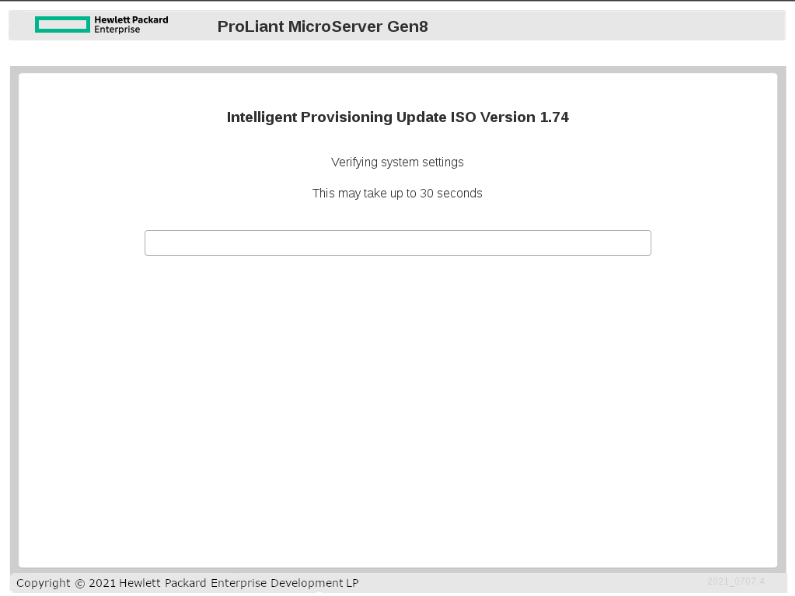 Hewlett Packard
Enterprise
ProLiant MicroServer Gen8
Intelligent Provisioning Update ISO Version 1.74
Verifying system settings
This may take up to 30 seconds
Copyright © 2021 Hewlett Packard Enterprise Development LP
2021_0707.4